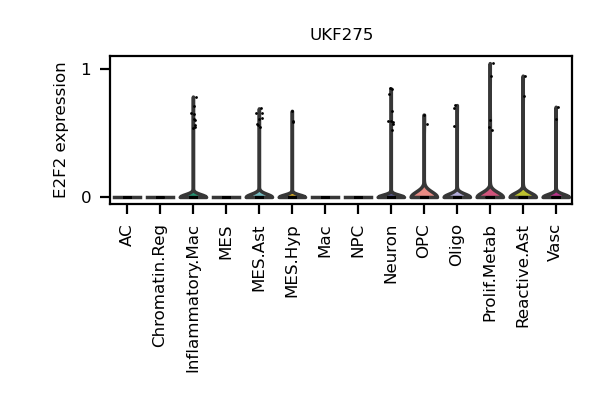 UKF275
E2F2 expression
1
0
AC
Chromatin.Reg
Inflammatory.Mac
MES
MES.Ast
MES.Hyp
Mac
NPC
Neuron
OPC
Oligo
Prolif.Metab
Reactive.Ast
Vasc